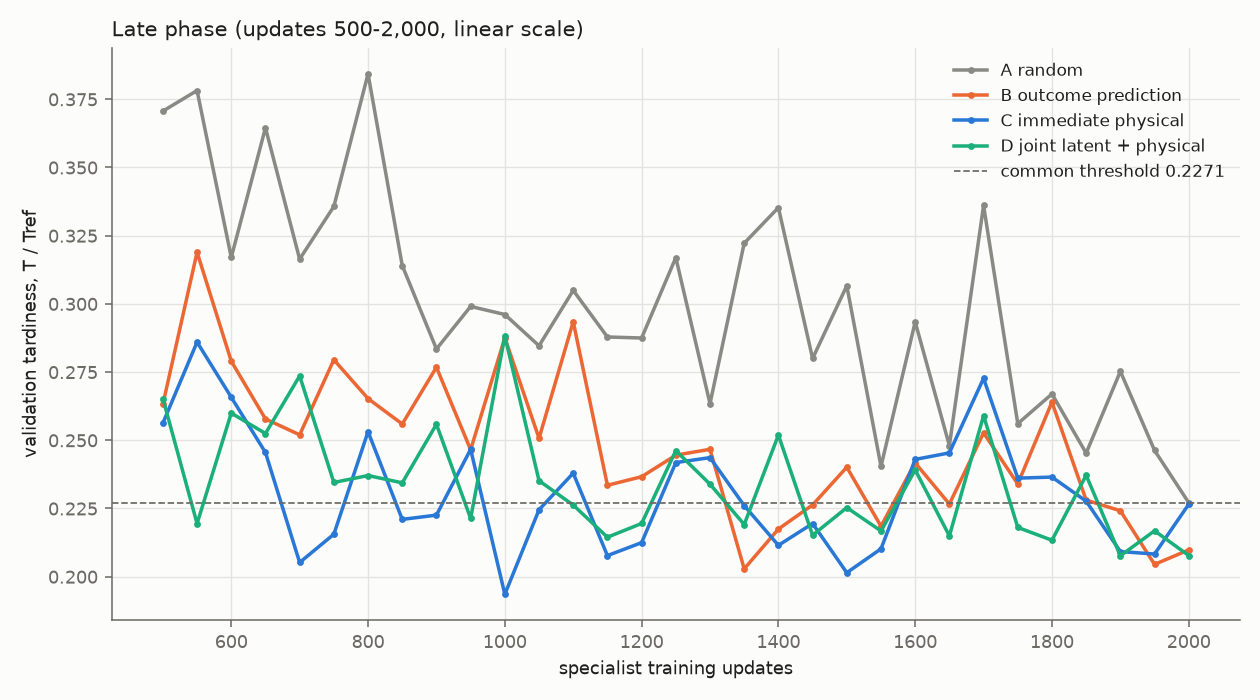 Late phase (updates 500-2,000, linear scale)
A random
B outcome prediction
C immediate physical
D joint latent + physical
common threshold 0.2271
validation tardiness, T / Tref
0.375
0.350
0.325
0.300
0.275
0.250
0.225
0.200
600
800
1000
1200
1400
1600
1800
2000
specialist training updates